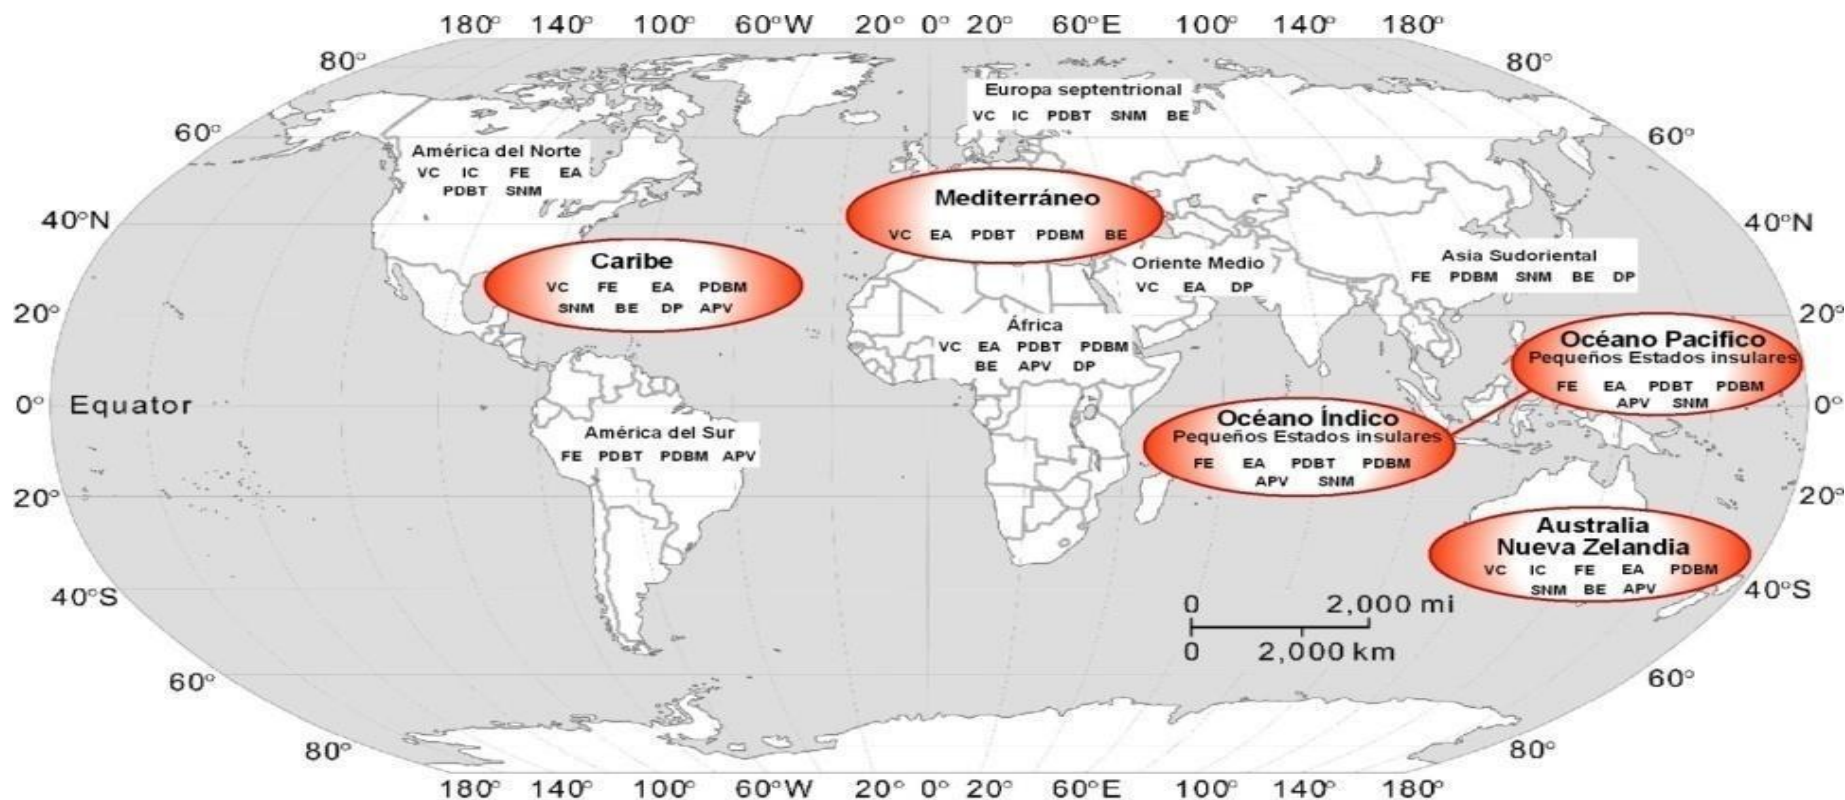 180° 140° 100° 60°W 20° 0° 20° 60°E 100° 140° 180°
80° 80°
Europa septentrional
VC IC PDBT SNM BE
60° 60°
América del Norte
VC IC FE EA
PDBT SNM
Mediterráneo
VC EA PDBT PDBM BE
40°N 40°N
Caribe
VC FE EA PDBM
SNM BE DP APV
Oriente Medio
VC EA DP
Asia Sudoriental
FE PDBM SNM BE DP
20° 20°
África
VC EA PDBT PDBM
BE APV DP
Océano Pacifico
Pequeños Estados insulares
FE EA PDBT PDBM
APV SNM
0° Equator 0°
América del Sur
FE PDBT PDBM APV
Océano Índico
Pequeños Estados insulares
FE EA PDBT PDBM
APV SNM
20° 20°
Australia
Nueva Zelandia
VC IC FE EA PDBM
SNM BE APV
40°S 40°S
0 2,000 mi
0 2,000 km
60° 60°
80° 80°
180° 140° 100° 60°W 20° 0° 20° 60°E 100° 140° 180°